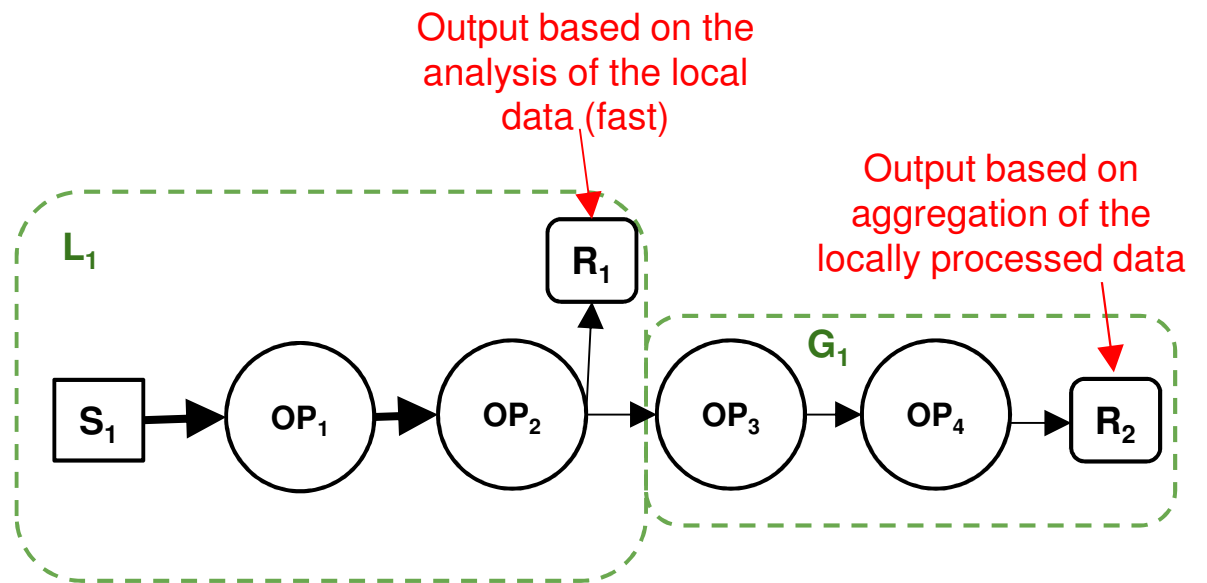 Output based on the
analysis of the local
data (fast)
Output based on
aggregation of the
locally processed data
L₁
R₁
G₁
S₁
OP₁
OP₂
OP₃
OP₄
R₂